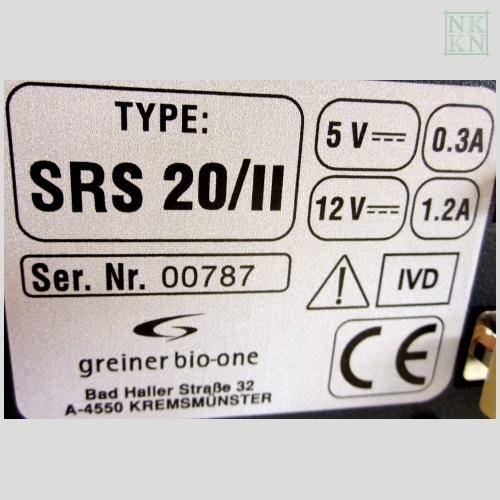 NK
KN
TYPE:
SRS 20/II
5 V
0.3A
12 V
1.2A
Ser. Nr. 00787
IVD
greiner bio-one
CE
Bad Haller Straße 32
A-4550 KREMSMÜNSTER